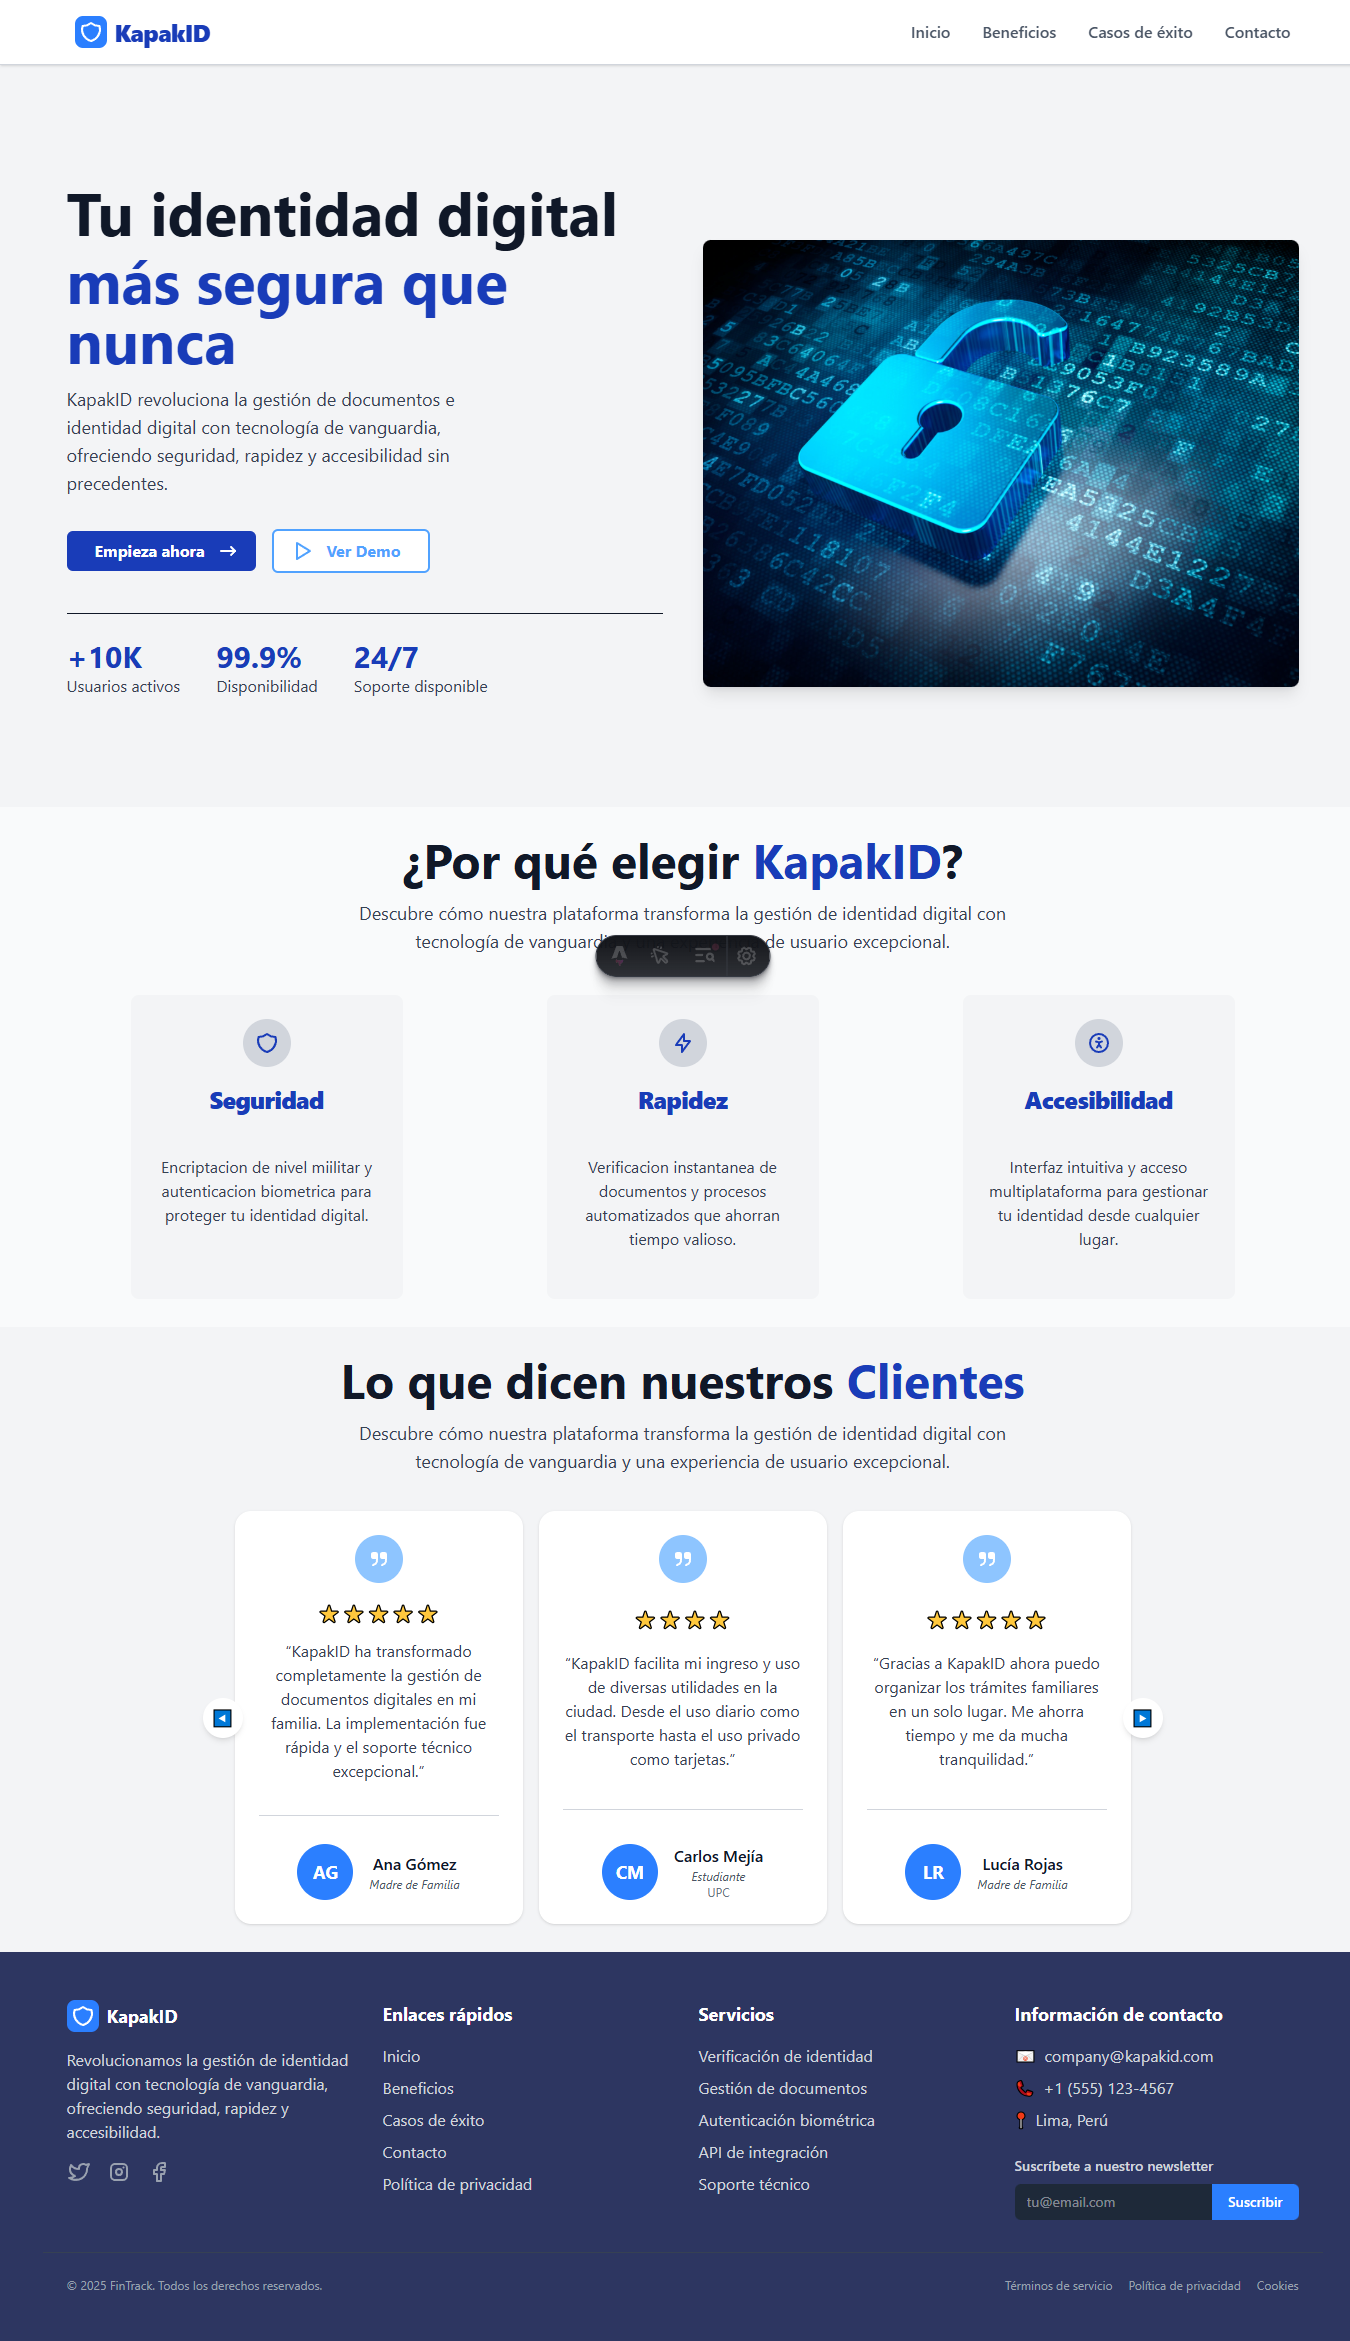 KapakID
Inicio Beneficios Casos de éxito Contacto
Tu identidad digital
más segura que
nunca
KapakID revoluciona la gestión de documentos e
identidad digital con tecnología de vanguardia,
ofreciendo seguridad, rapidez y accesibilidad sin
precedentes.
Empieza ahora → Ver Demo
+10K 99.9% 24/7
Usuarios activos Disponibilidad Soporte disponible
¿Por qué elegir KapakID?
Descubre cómo nuestra plataforma transforma la gestión de identidad digital con
tecnología de de usuario excepcional.
Seguridad
Encriptacion de nivel miilitar y
autenticacion biometrica para
proteger tu identidad digital.
Rapidez
Verificacion instantanea de
documentos y procesos
automatizados que ahorran
tiempo valioso.
Accesibilidad
Interfaz intuitiva y acceso
multiplataforma para gestionar
tu identidad desde cualquier
lugar.
Lo que dicen nuestros Clientes
Descubre cómo nuestra plataforma transforma la gestión de identidad digital con
tecnología de vanguardia y una experiencia de usuario excepcional.
“KapakID ha transformado
completamente la gestión de
documentos digitales en mi
familia. La implementación fue
rápida y el soporte técnico
excepcional.”
AG
Ana Gómez
Madre de Familia
“KapakID facilita mi ingreso y uso
de diversas utilidades en la
ciudad. Desde el uso diario como
el transporte hasta el uso privado
como tarjetas.”
CM
Carlos Mejía
Estudiante
UPC
“Gracias a KapakID ahora puedo
organizar los trámites familiares
en un solo lugar. Me ahorra
tiempo y me da mucha
tranquilidad.”
LR
Lucía Rojas
Madre de Familia
KapakID
Revolucionamos la gestión de identidad
digital con tecnología de vanguardia,
ofreciendo seguridad, rapidez y
accesibilidad.
Enlaces rápidos
Inicio
Beneficios
Casos de éxito
Contacto
Política de privacidad
Servicios
Verificación de identidad
Gestión de documentos
Autenticación biométrica
API de integración
Soporte técnico
Información de contacto
company@kapakid.com
+1 (555) 123-4567
Lima, Perú
Suscríbete a nuestro newsletter
tu@email.com Suscribir
© 2025 FinTrack. Todos los derechos reservados.
Términos de servicio Política de privacidad Cookies